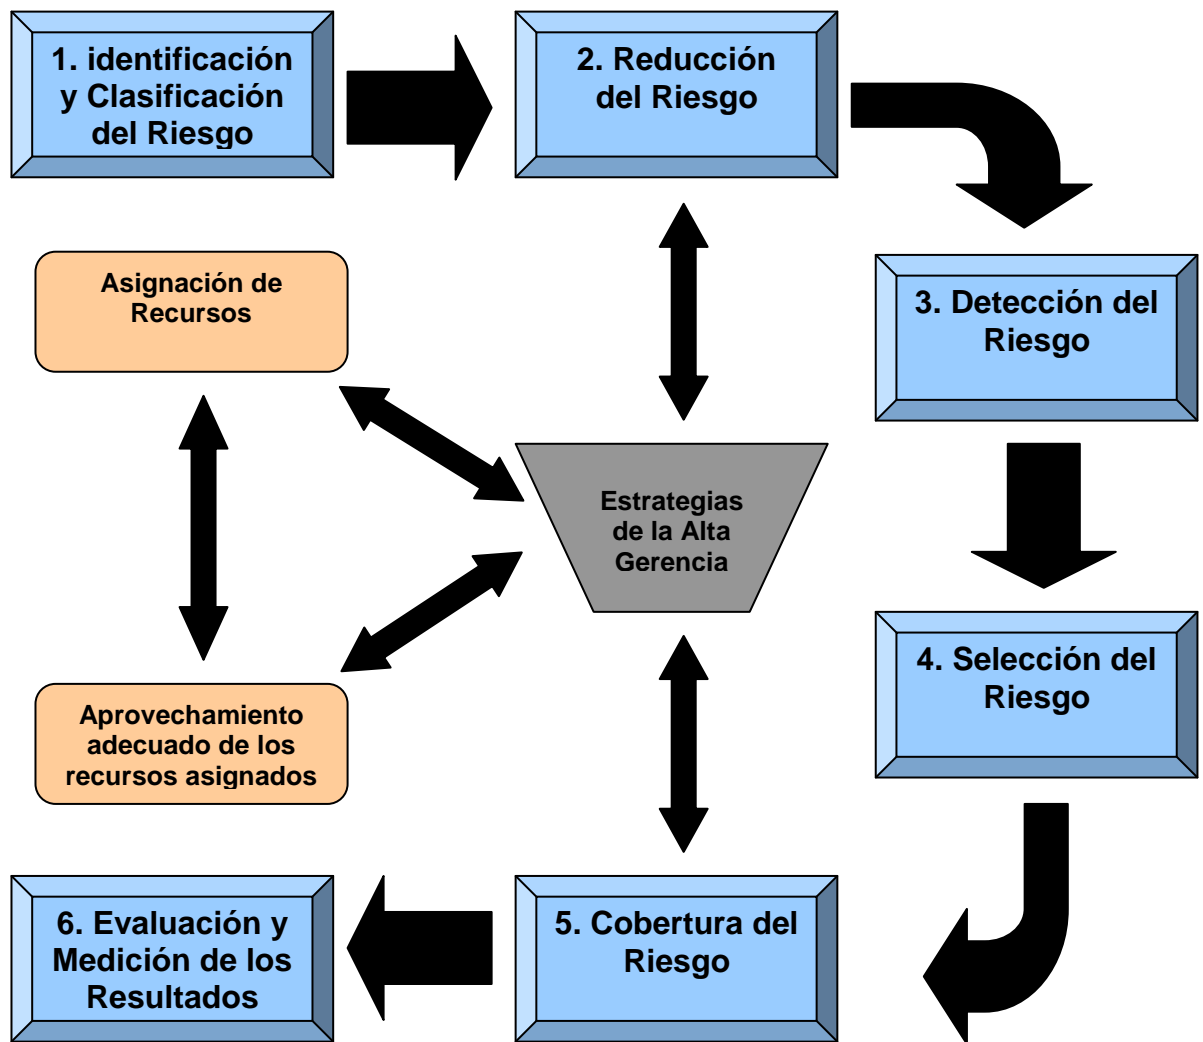 1. identificación
y Clasificación
del Riesgo
2. Reducción
del Riesgo
3. Detección del
Riesgo
Asignación de
Recursos
Estrategias
de la Alta
Gerencia
4. Selección del
Riesgo
Aprovechamiento
adecuado de los
recursos asignados
5. Cobertura del
Riesgo
6. Evaluación y
Medición de los
Resultados